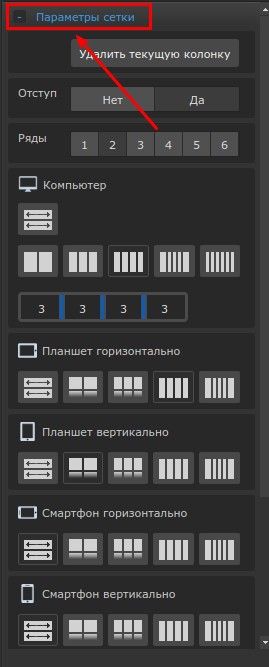 - Параметры сетки
Удалить текущую колонку
Отступ Нет Да
Ряды 1 2 3 4 5 6
Компьютер
3 3 3 3
Планшет горизонтально
Планшет вертикально
Смартфон горизонтально
Смартфон вертикально